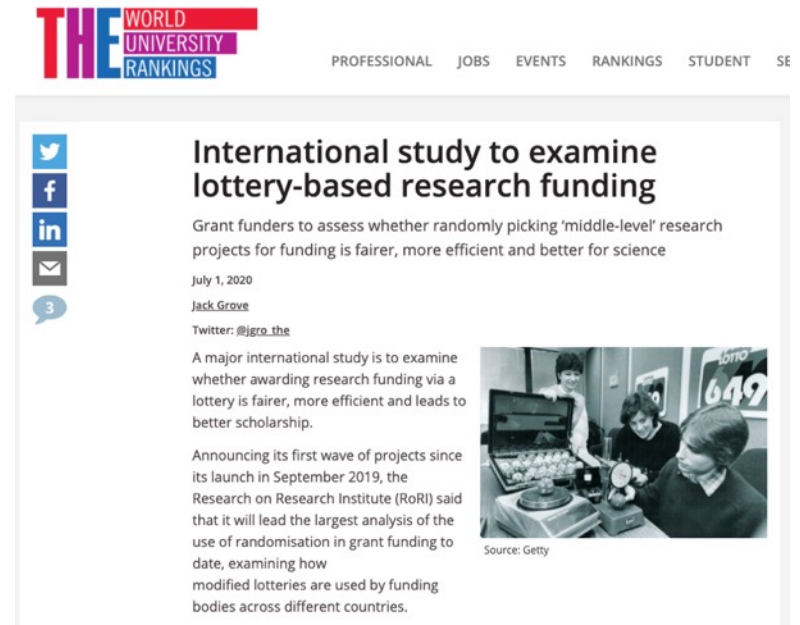 THE
WORLD
UNIVERSITY
RANKINGS
PROFESSIONAL JOBS EVENTS RANKINGS STUDENT SE
International study to examine
lottery-based research funding
Grant funders to assess whether randomly picking ‘middle-level’ research
projects for funding is fairer, more efficient and better for science
July 1, 2020
Jack Grove
Twitter: @jgro_the
3
A major international study is to examine
whether awarding research funding via a
lottery is fairer, more efficient and leads to
better scholarship.
Announcing its first wave of projects since
its launch in September 2019, the
Research on Research Institute (RoRI) said
that it will lead the largest analysis of the
use of randomisation in grant funding to
date, examining how
modified lotteries are used by funding
bodies across different countries.
LOTTO
649
Source: Getty